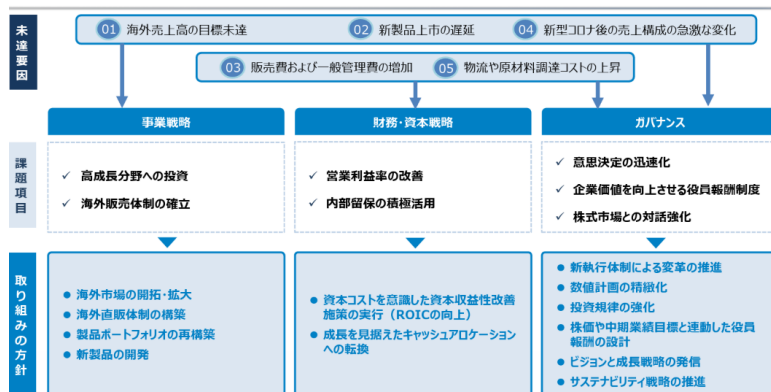 未達要因
01 海外売上高の目標未達
02 新製品上市の遅延
04 新型コロナ後の売上構成の急激な変化
03 販売費および一般管理費の増加
05 物流や原材料調達コストの上昇
事業戦略
財務・資本戦略
ガバナンス
課題項目
✓ 高成長分野への投資
✓ 海外販売体制の確立
✓ 営業利益率の改善
✓ 内部留保の積極活用
✓ 意思決定の迅速化
✓ 企業価値を向上させる役員報酬制度
✓ 株式市場との対話強化
取り組みの方針
● 海外市場の開拓・拡大
● 海外直販体制の構築
● 製品ポートフォリオの再構築
● 新製品の開発
● 資本コストを意識した資本収益性改善
施策の実行（ROICの向上）
● 成長を見据えたキャッシュアロケーション
への転換
● 新執行体制による変革の推進
● 数値計画の精緻化
● 投資規律の強化
● 株価や中期業績目標と連動した役員
報酬の設計
● ビジョンと成長戦略の発信
● サステナビリティ戦略の推進